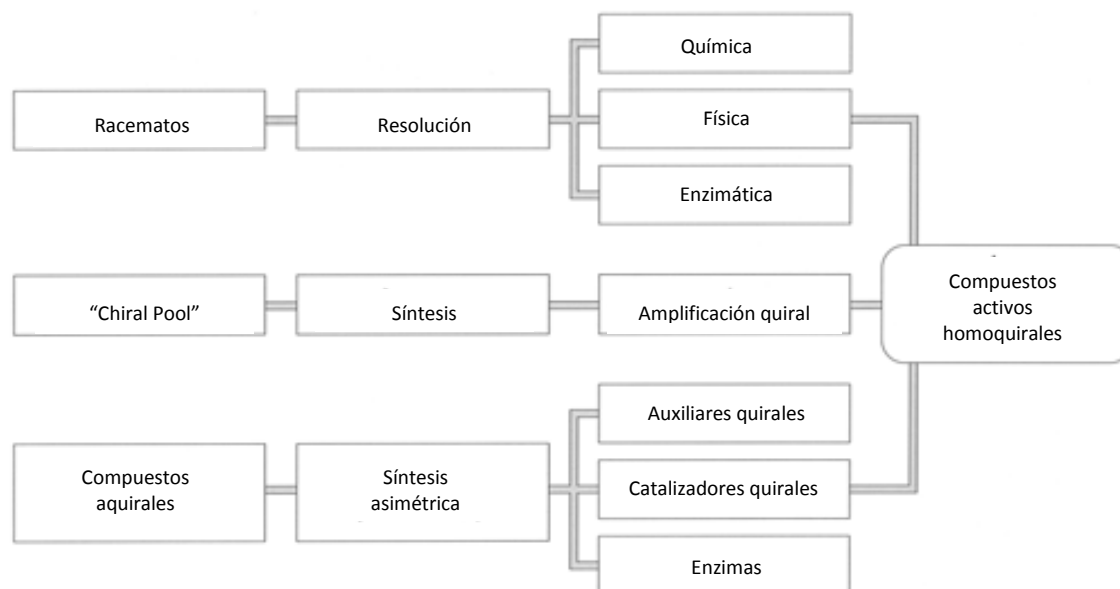 Química
Racematos
Resolución
Física
Enzimática
“Chiral Pool”
Síntesis
Amplificación quiral
Compuestos
activos
homoquirales
Auxiliares quirales
Compuestos
aquirales
Síntesis
asimétrica
Catalizadores quirales
Enzimas